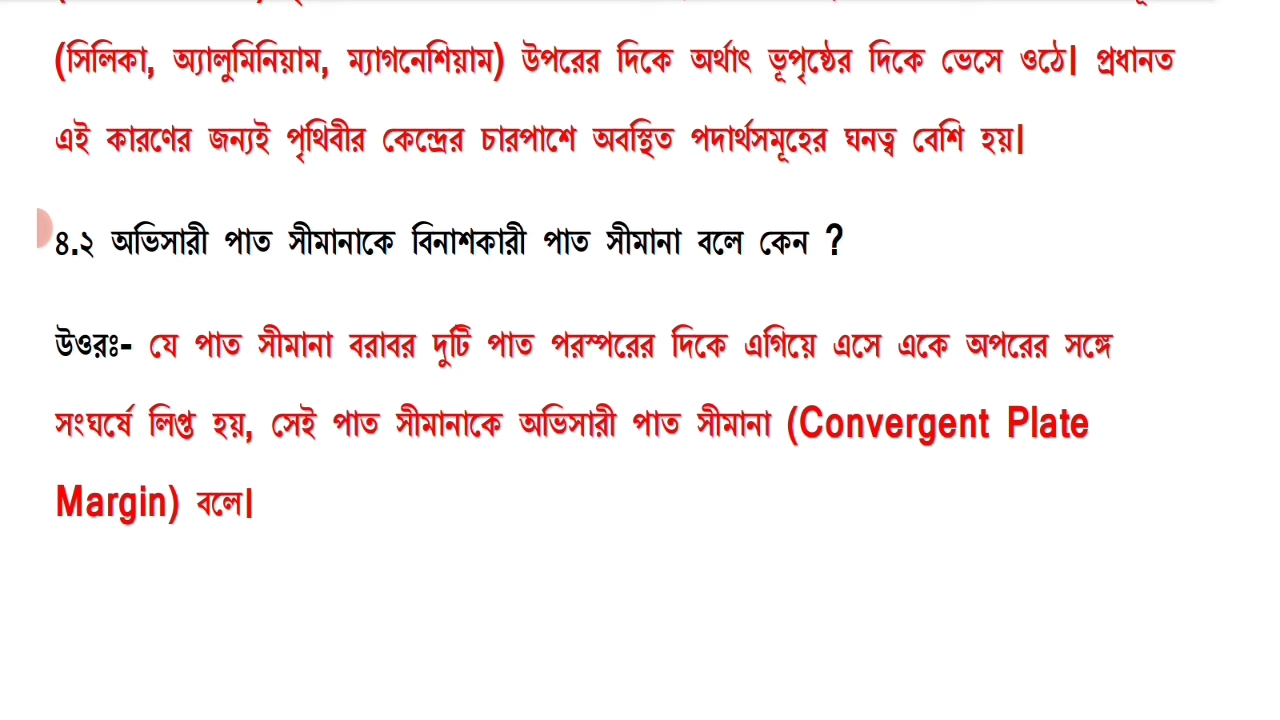 (সিলিকা, অ্যালুমিনিয়াম, ম্যাগনেশিয়াম) উপরের দিকে অর্থাৎ ভূপৃষ্ঠের দিকে ভেসে ওঠে। প্রধানত
এই কারণের জন্যই পৃথিবীর কেন্দ্রের চারপাশে অবস্থিত পদার্থসমূহের ঘনত্ব বেশি হয়।
৪.২ অভিসারী পাত সীমানাকে বিনাশকারী পাত সীমানা বলে কেন ?
উওরঃ- যে পাত সীমানা বরাবর দুটি পাত পরস্পরের দিকে এগিয়ে এসে একে অপরের সঙ্গে
সংঘর্ষে লিপ্ত হয়, সেই পাত সীমানাকে অভিসারী পাত সীমানা (Convergent Plate
Margin) বলে।